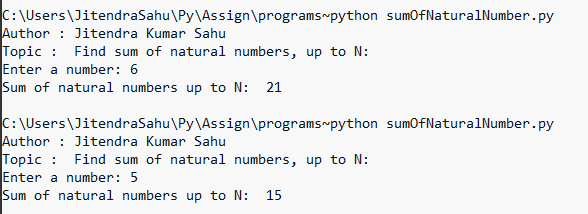 C:\Users\JitendraSahu\Py\Assign\programs~python sumOfNaturalNumber.py
Author : Jitendra Kumar Sahu
Topic :  Find sum of natural numbers, up to N:
Enter a number: 6
Sum of natural numbers up to N:  21
C:\Users\JitendraSahu\Py\Assign\programs~python sumOfNaturalNumber.py
Author : Jitendra Kumar Sahu
Topic :  Find sum of natural numbers, up to N:
Enter a number: 5
Sum of natural numbers up to N:  15